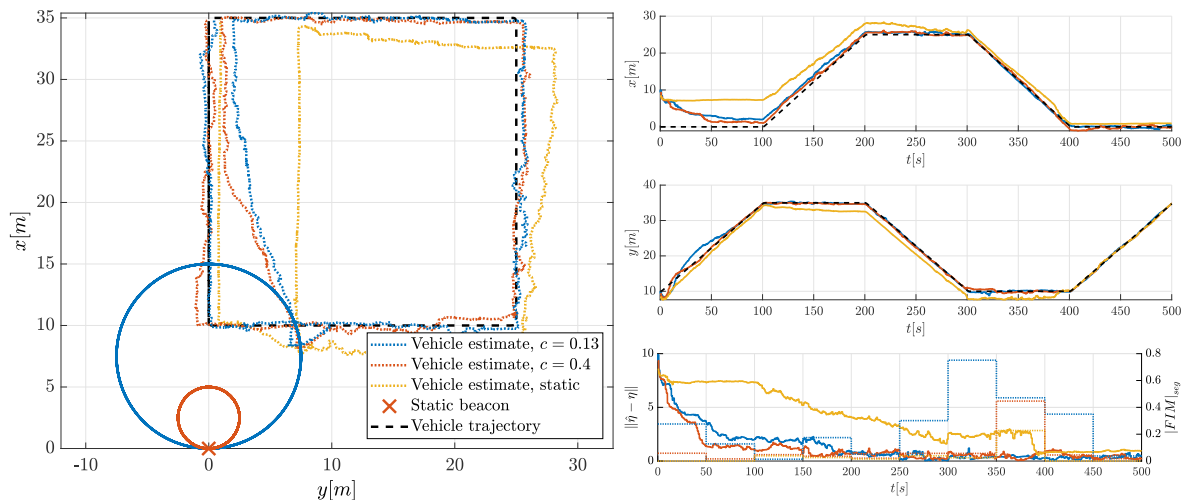 35
30
25
20
15
10
5
0
x[m]
-10
0
10
20
30
y[m]
Vehicle estimate, c = 0.13
Vehicle estimate, c = 0.4
Vehicle estimate, static
Static beacon
Vehicle trajectory
30
20
10
0
x[m]
0 50 100 150 200 250 300 350 400 450 500
t[s]
40
30
20
10
y[m]
0 50 100 150 200 250 300 350 400 450 500
t[s]
10
5
0
||η̂ − η||
0.8
0.6
0.4
0.2
0
|FIM|seg
0 50 100 150 200 250 300 350 400 450 500
t[s]